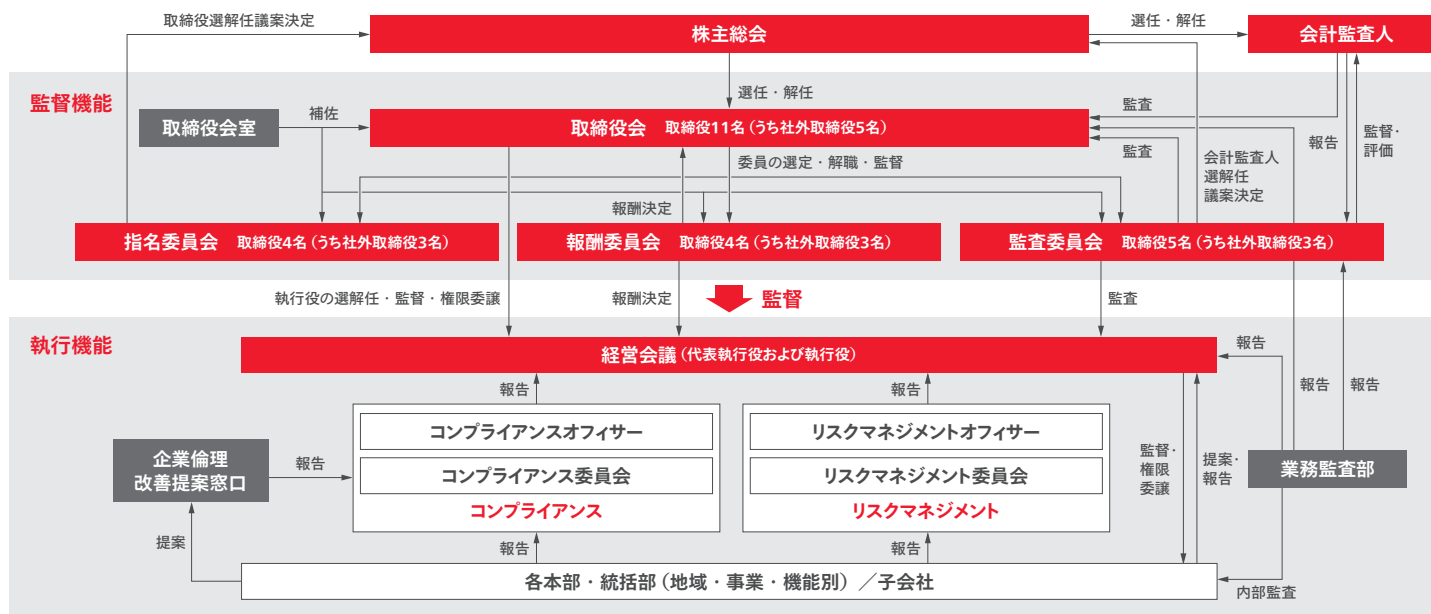 取締役選解任議案決定
株主総会
選任・解任
会計監査人
監督機能
選任・解任
取締役会室
補佐
取締役会 取締役11名(うち社外取締役5名)
監査
監査
報告
監督・
評価
会計監査人
選解任
議案決定
委員の選定・解職・監督
報酬決定
指名委員会 取締役4名(うち社外取締役3名)
報酬委員会 取締役4名(うち社外取締役3名)
監査委員会 取締役5名(うち社外取締役3名)
執行役の選解任・監督・権限委譲
報酬決定
監督
監査
執行機能
経営会議(代表執行役および執行役)
報告
報告
報告
報告
報告
コンプライアンスオフィサー
リスクマネジメントオフィサー
企業倫理
改善提案窓口
報告
コンプライアンス委員会
リスクマネジメント委員会
監督・
権限
委譲
提案・
報告
業務監査部
コンプライアンス
リスクマネジメント
提案
報告
報告
各本部・統括部(地域・事業・機能別)/子会社
内部監査